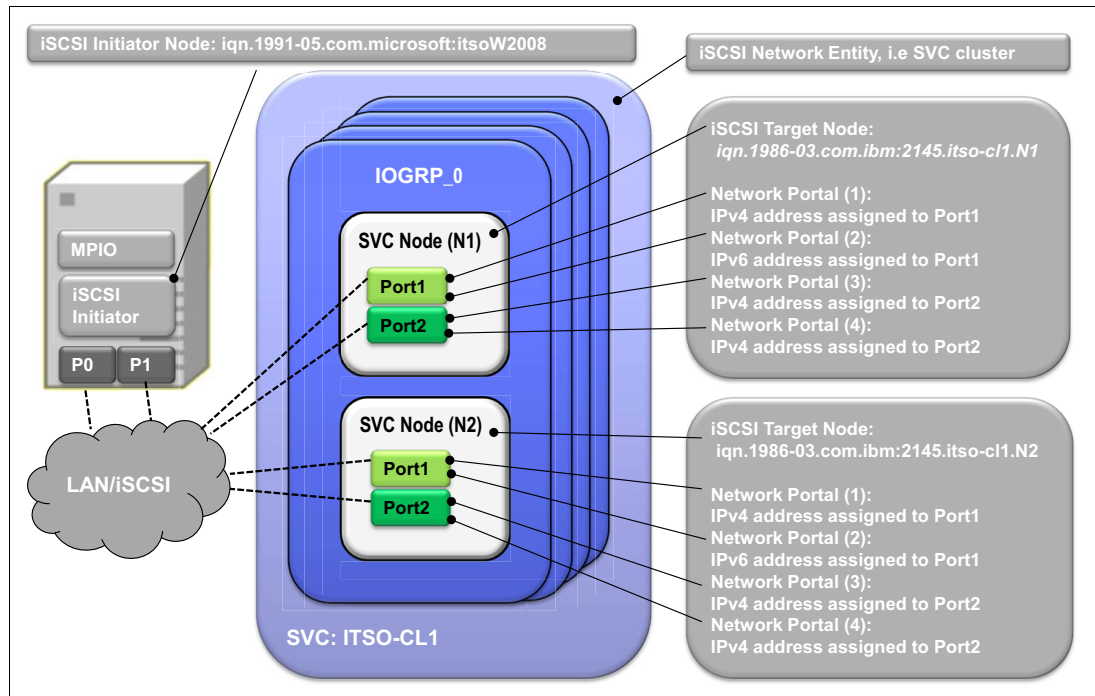 iSCSI Initiator Node: iqn.1991-05.com.microsoft:itsoW2008
iSCSI Network Entity, i.e SVC cluster
MPIO
iSCSI
Initiator
P0
P1
LAN/iSCSI
IOGRP_0
SVC Node (N1)
Port1
Port2
SVC Node (N2)
Port1
Port2
SVC: ITSO-CL1
iSCSI Target Node:
iqn.1986-03.com.ibm:2145.itso-cl1.N1
Network Portal (1):
IPv4 address assigned to Port1
Network Portal (2):
IPv6 address assigned to Port1
Network Portal (3):
IPv4 address assigned to Port2
Network Portal (4):
IPv4 address assigned to Port2
iSCSI Target Node:
iqn.1986-03.com.ibm:2145.itso-cl1.N2
Network Portal (1):
IPv4 address assigned to Port1
Network Portal (2):
IPv6 address assigned to Port1
Network Portal (3):
IPv4 address assigned to Port2
Network Portal (4):
IPv4 address assigned to Port2